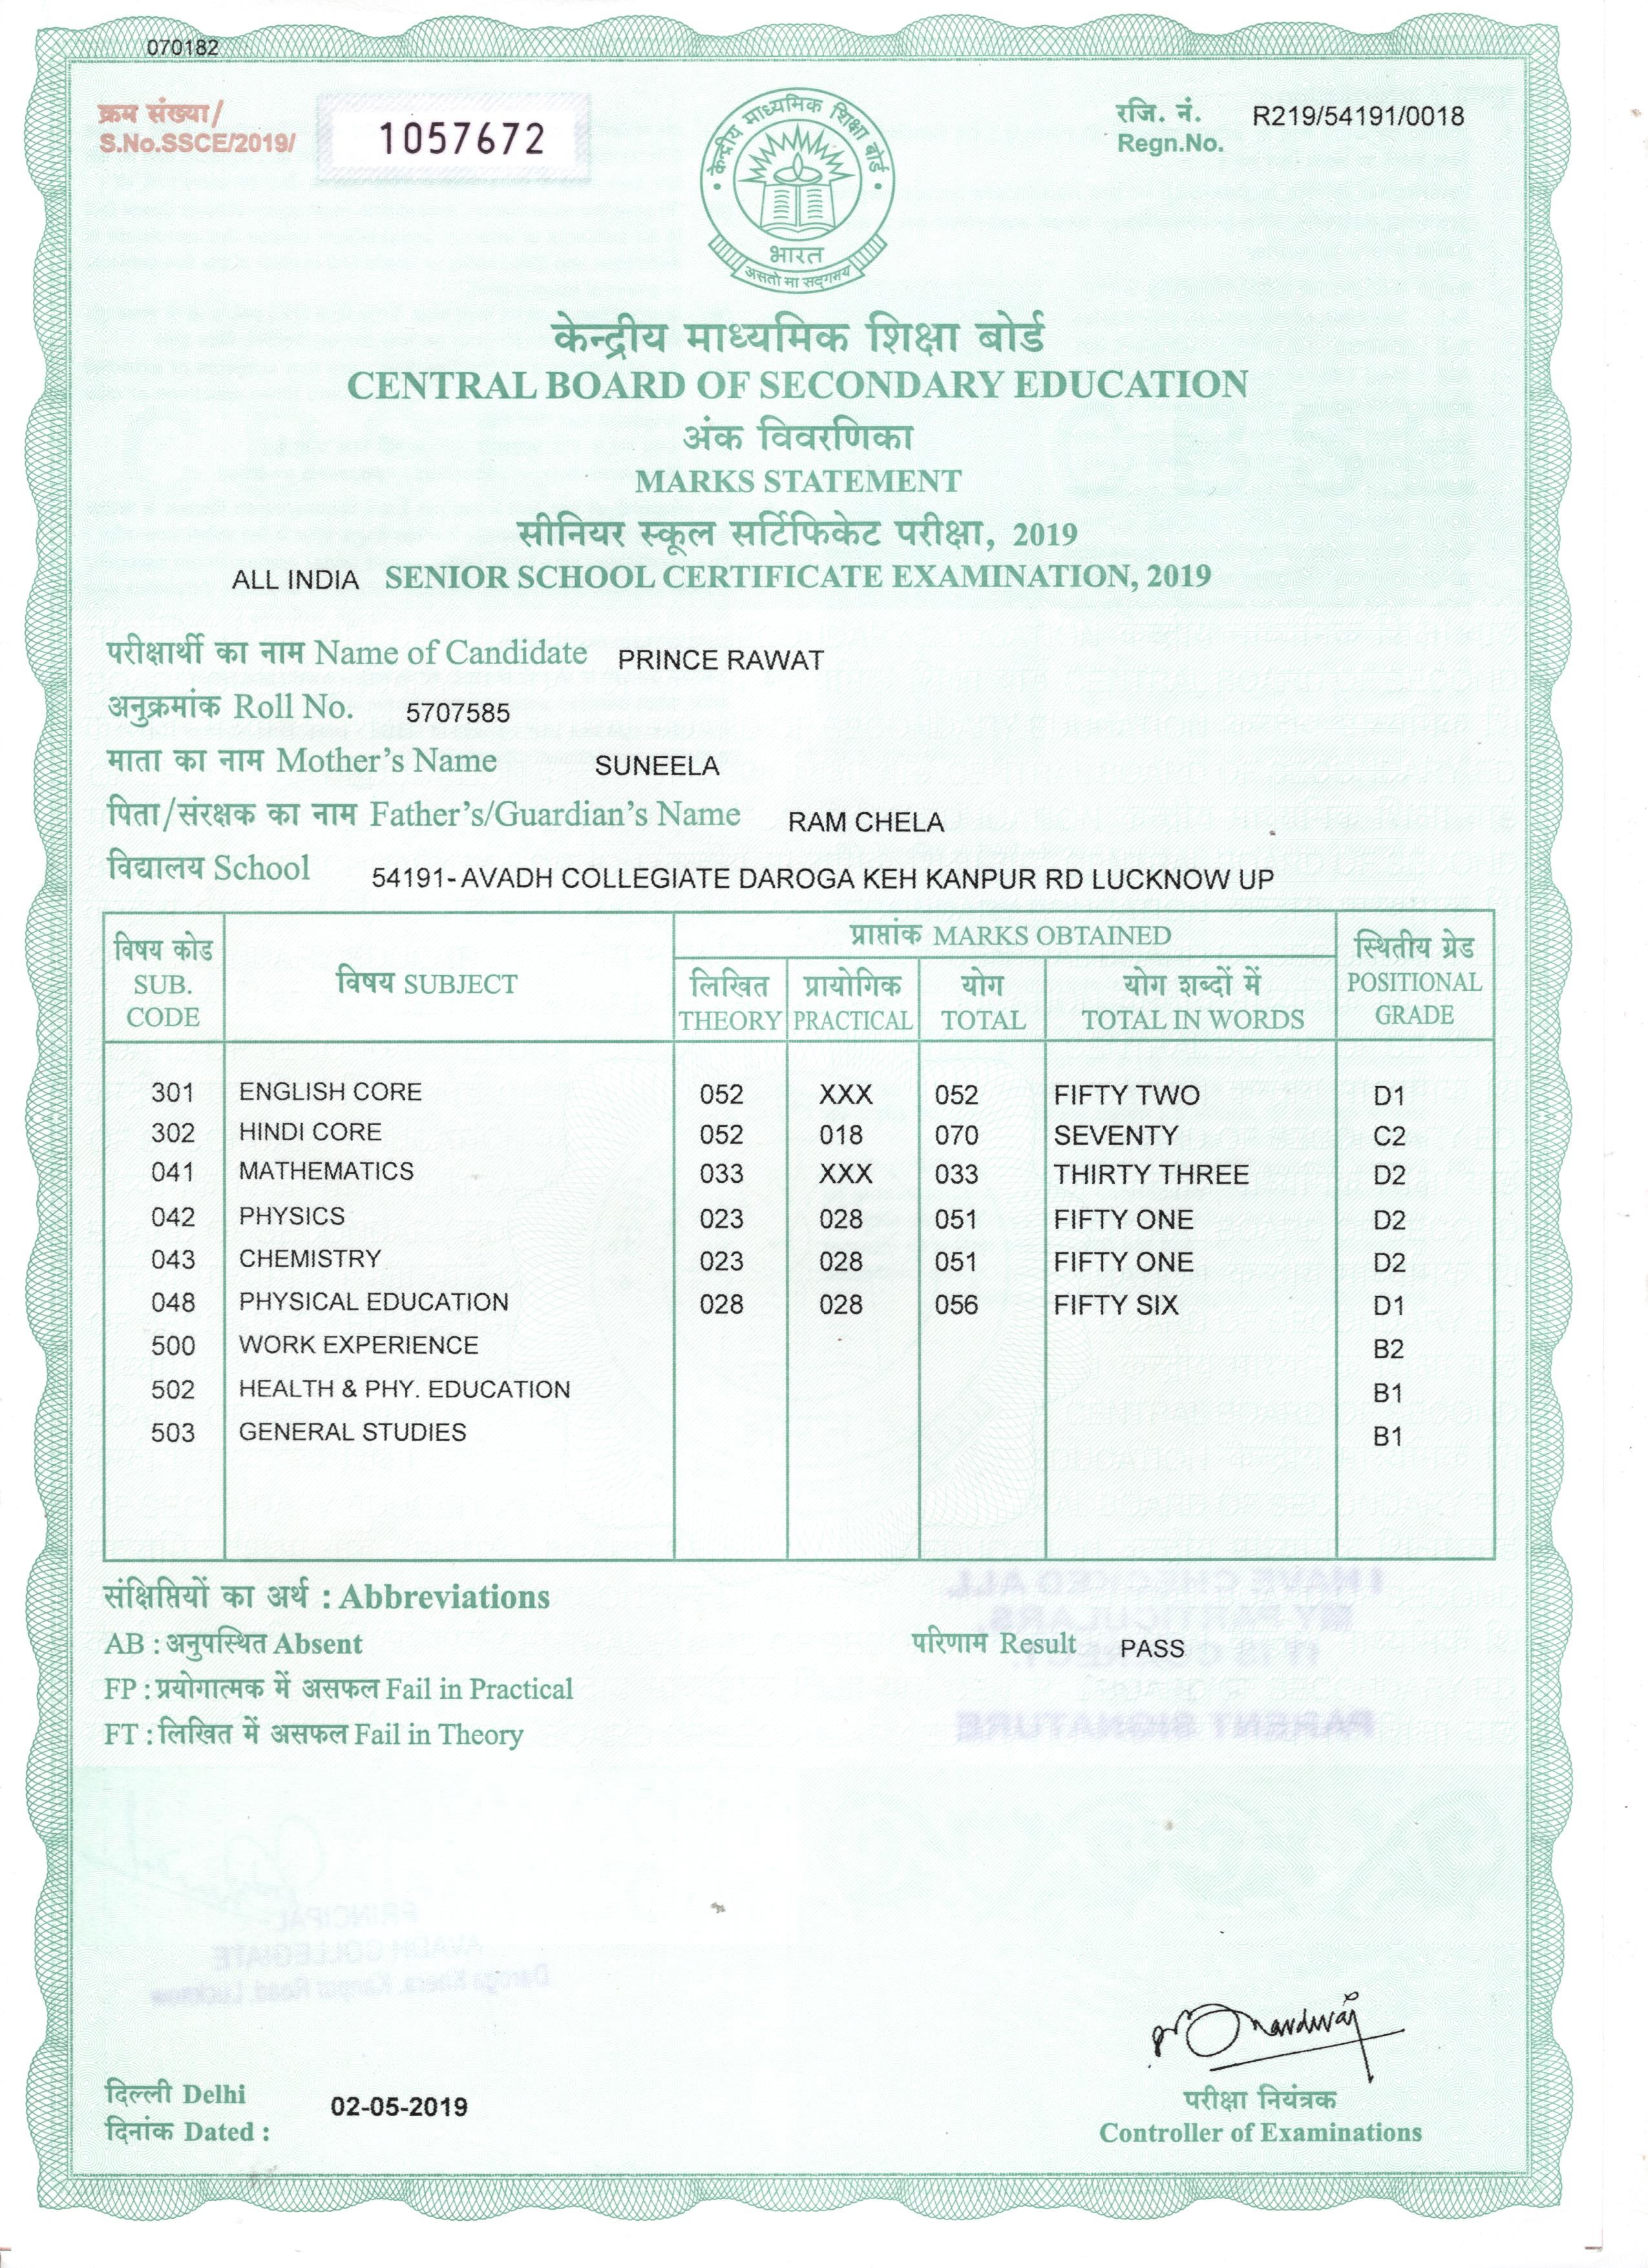 070182
क्रम संख्या/
S.No.SSCE/2019/ 1057672
रजि. नं. R219/54191/0018
Regn.No.
केन्द्रीय माध्यमिक शिक्षा बोर्ड
भारत
असतो मा सद्गमय
केन्द्रीय माध्यमिक शिक्षा बोर्ड
CENTRAL BOARD OF SECONDARY EDUCATION
अंक विवरणिका
MARKS STATEMENT
सीनियर स्कूल सर्टिफिकेट परीक्षा, 2019
ALL INDIA SENIOR SCHOOL CERTIFICATE EXAMINATION, 2019
परीक्षार्थी का नाम Name of Candidate PRINCE RAWAT
अनुक्रमांक Roll No. 5707585
माता का नाम Mother's Name SUNEELA
पिता/संरक्षक का नाम Father's/Guardian's Name RAM CHELA
विद्यालय School 54191-AVADH COLLEGIATE DAROGA KEH KANPUR RD LUCKNOW UP
विषय कोड SUB. CODE
विषय SUBJECT
प्राप्तांक MARKS OBTAINED
लिखित THEORY
प्रायोगिक PRACTICAL
योग TOTAL
योग शब्दों में TOTAL IN WORDS
स्थितीय ग्रेड POSITIONAL GRADE
301 ENGLISH CORE 052 XXX 052 FIFTY TWO D1
302 HINDI CORE 052 018 070 SEVENTY C2
041 MATHEMATICS 033 XXX 033 THIRTY THREE D2
042 PHYSICS 023 028 051 FIFTY ONE D2
043 CHEMISTRY 023 028 051 FIFTY ONE D2
048 PHYSICAL EDUCATION 028 028 056 FIFTY SIX D1
500 WORK EXPERIENCE B2
502 HEALTH & PHY. EDUCATION B1
503 GENERAL STUDIES B1
संक्षिप्तियों का अर्थ : Abbreviations
AB : अनुपस्थित Absent
परिणाम Result PASS
FP : प्रयोगात्मक में असफल Fail in Practical
FT : लिखित में असफल Fail in Theory
I HAVE CHECKED ALL
MY PARTICULARS.
IT IS CORRECT.
PARENT SIGNATURE
PRINCIPAL
AVADH COLLEGIATE
Daroga Khera, Kanpur Road, Lucknow
दिल्ली Delhi
दिनांक Dated : 02-05-2019
परीक्षा नियंत्रक
Controller of Examinations